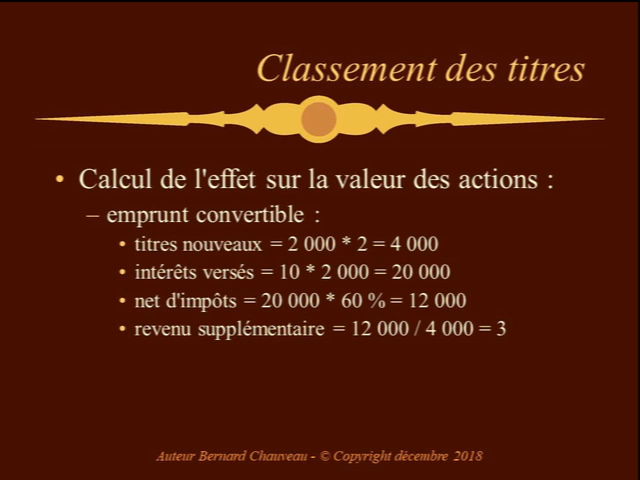 Classement des titres
• Calcul de l'effet sur la valeur des actions :
– emprunt convertible :
• titres nouveaux = 2 000 * 2 = 4 000
• intérêts versés = 10 * 2 000 = 20 000
• net d'impôts = 20 000 * 60 % = 12 000
• revenu supplémentaire = 12 000 / 4 000 = 3
Auteur Bernard Chauveau - © Copyright décembre 2018